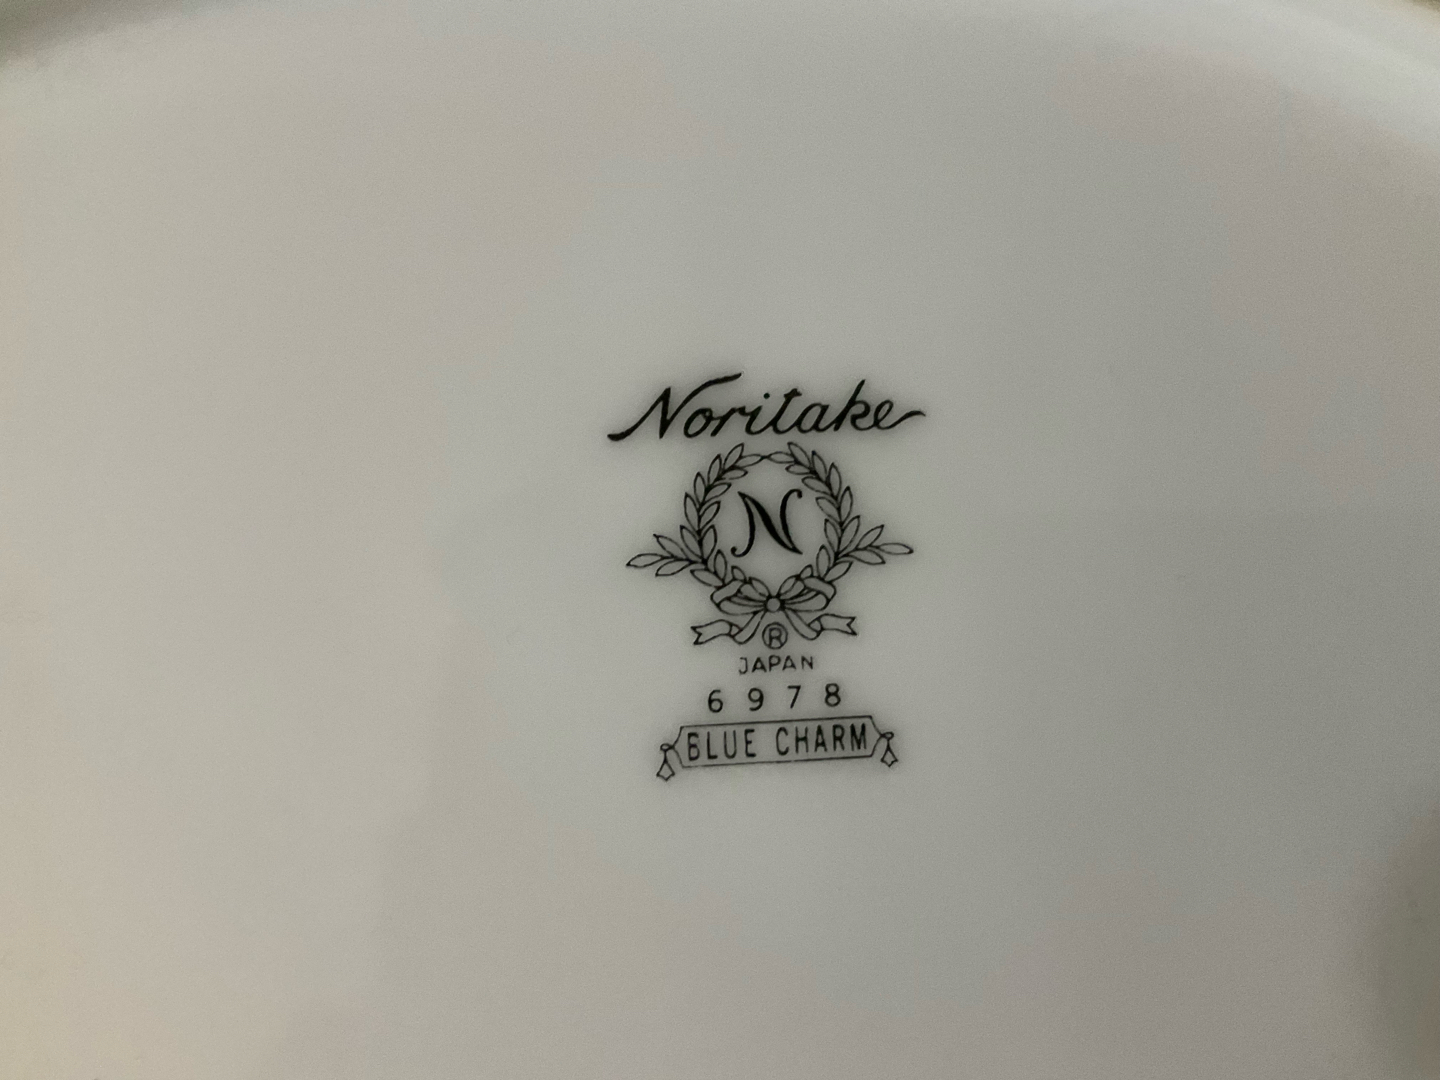 Noritake
N
®
JAPAN
6978
BLUE CHARM